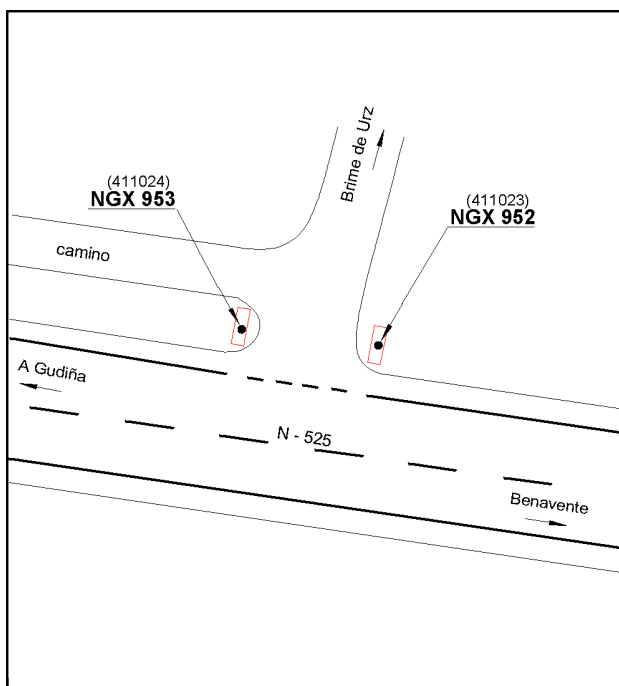 Brime de Urz
(411024)
NGX 953
(411023)
NGX 952
camino
A Gudiña
N - 525
Benavente